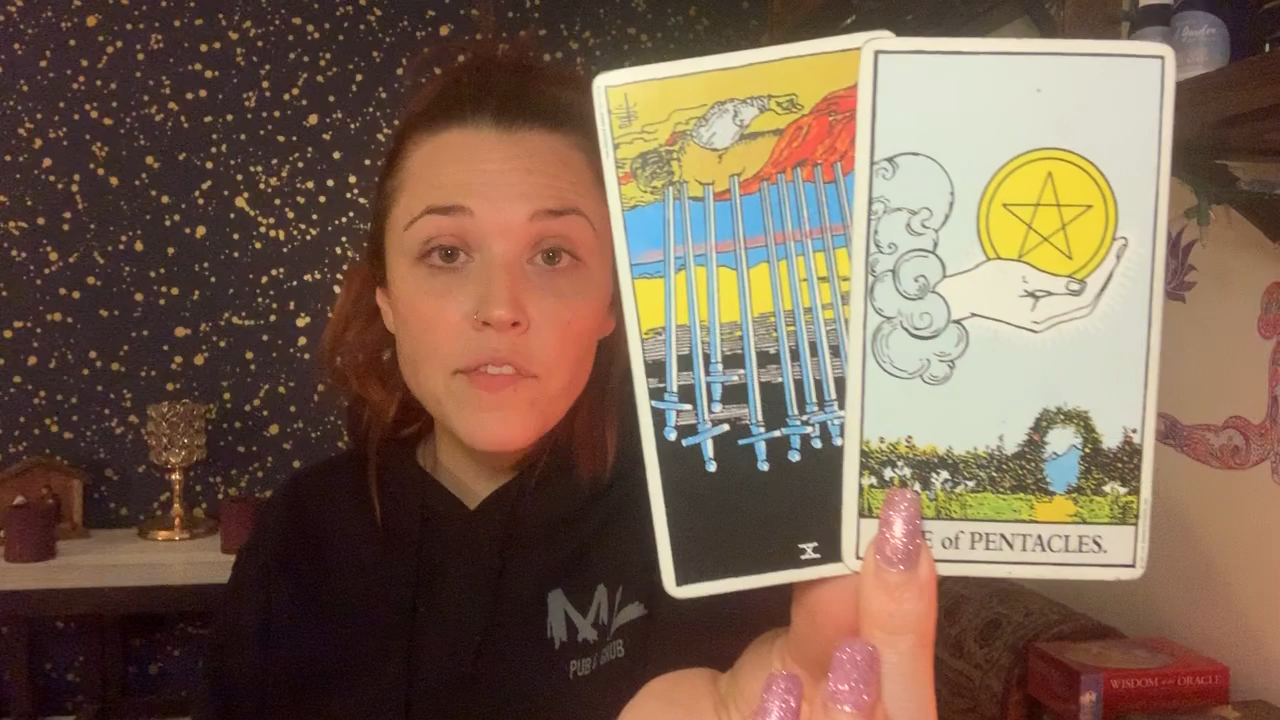 X
E of PENTACLES.
ML
PUB & GRUB
WISDOM of the ORACLE